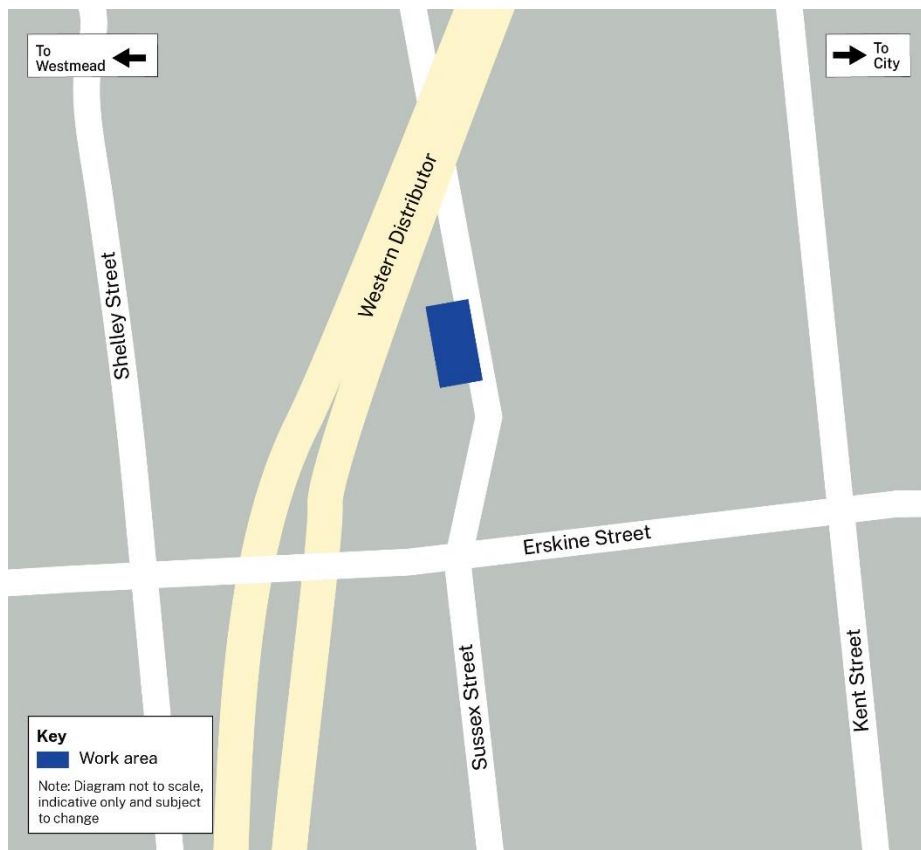 To
Westmead
To
City
Western Distributor
Shelley Street
Erskine Street
Sussex Street
Kent Street
Key
Work area
Note: Diagram not to scale,
indicative only and subject
to change